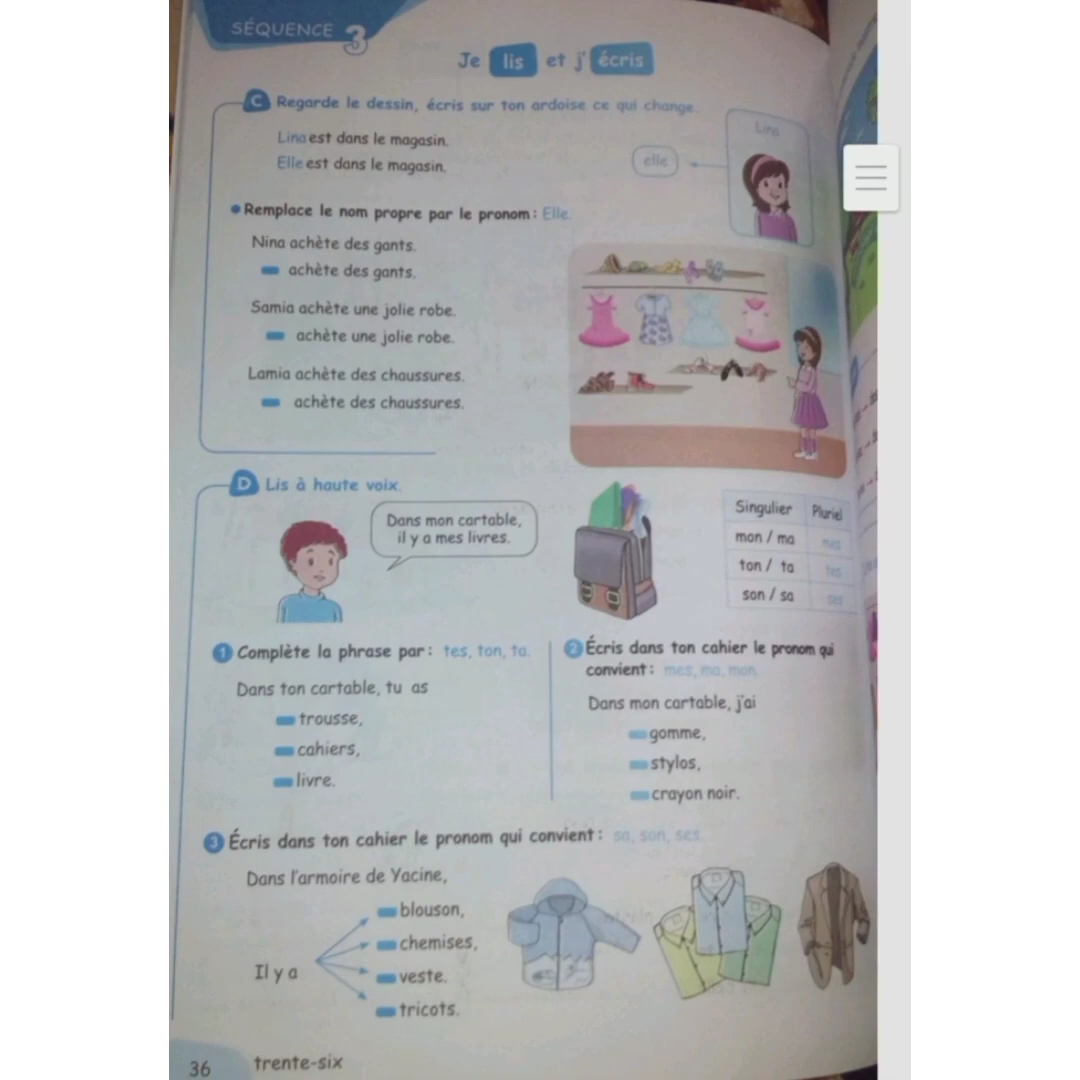 SÉQUENCE 3
Je lis et j'écris
C Regarde le dessin, écris sur ton ardoise ce qui change.
Lina est dans le magasin.
Elle est dans le magasin.
elle
Lina
Remplace le nom propre par le pronom : Elle.
Nina achète des gants.
achète des gants.
Samia achète une jolie robe.
achète une jolie robe.
Lamia achète des chaussures.
achète des chaussures.
D Lis à haute voix.
Dans mon cartable,
il y a mes livres.
Singulier Pluriel
mon / ma mes
ton / ta tes
son / sa ses
1 Complète la phrase par : tes, ton, ta.
Dans ton cartable, tu as
trousse,
cahiers,
livre.
2 Écris dans ton cahier le pronom qui
convient : mes, ma, mon.
Dans mon cartable, j'ai
gomme,
stylos,
crayon noir.
3 Écris dans ton cahier le pronom qui convient : sa, son, ses.
Dans l'armoire de Yacine,
Il y a
blouson,
chemises,
veste.
tricots.
36 trente-six